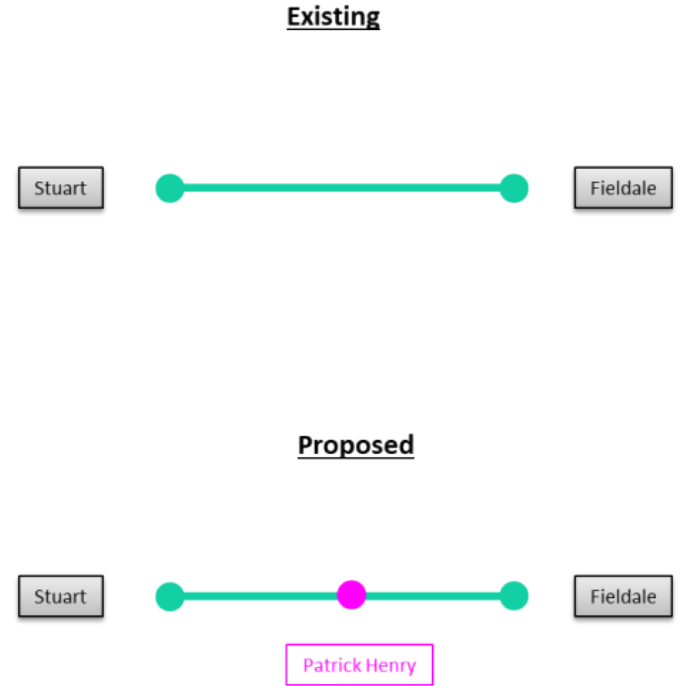 Existing
Stuart
Fieldale
Proposed
Stuart
Fieldale
Patrick Henry